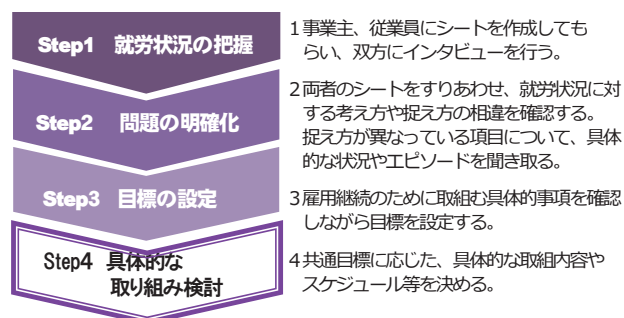 Step1 就労状況の把握
1事業主、従業員にシートを作成しても
らい、双方にインタビューを行う。
Step2 問題の明確化
2両者のシートをすりあわせ、就労状況に対
する考え方や捉え方の相違を確認する。
捉え方が異なっている項目について、具体
的な状況やエピソードを聞き取る。
Step3 目標の設定
3雇用継続のために取組む具体的事項を確認
しながら目標を設定する。
Step4 具体的な
取り組み検討
4共通目標に応じた、具体的な取組内容や
スケジュール等を決める。